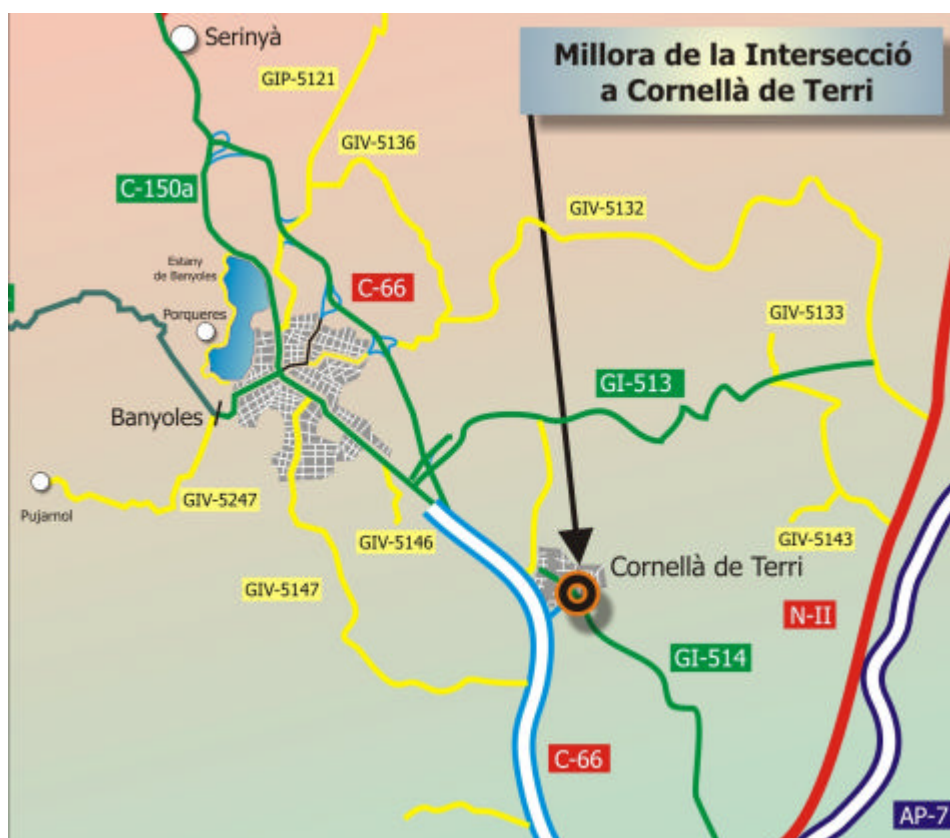 Serinyà
Millora de la Intersecció
a Cornellà de Terri
GIP-5121
GIV-5136
C-150a
GIV-5132
Estany
de Banyoles
C-66
Porqueres
GIV-5133
GI-513
Banyoles
Pujarnol
GIV-5247
GIV-5146
GIV-5143
Cornellà de Terri
GIV-5147
N-II
GI-514
C-66
AP-7